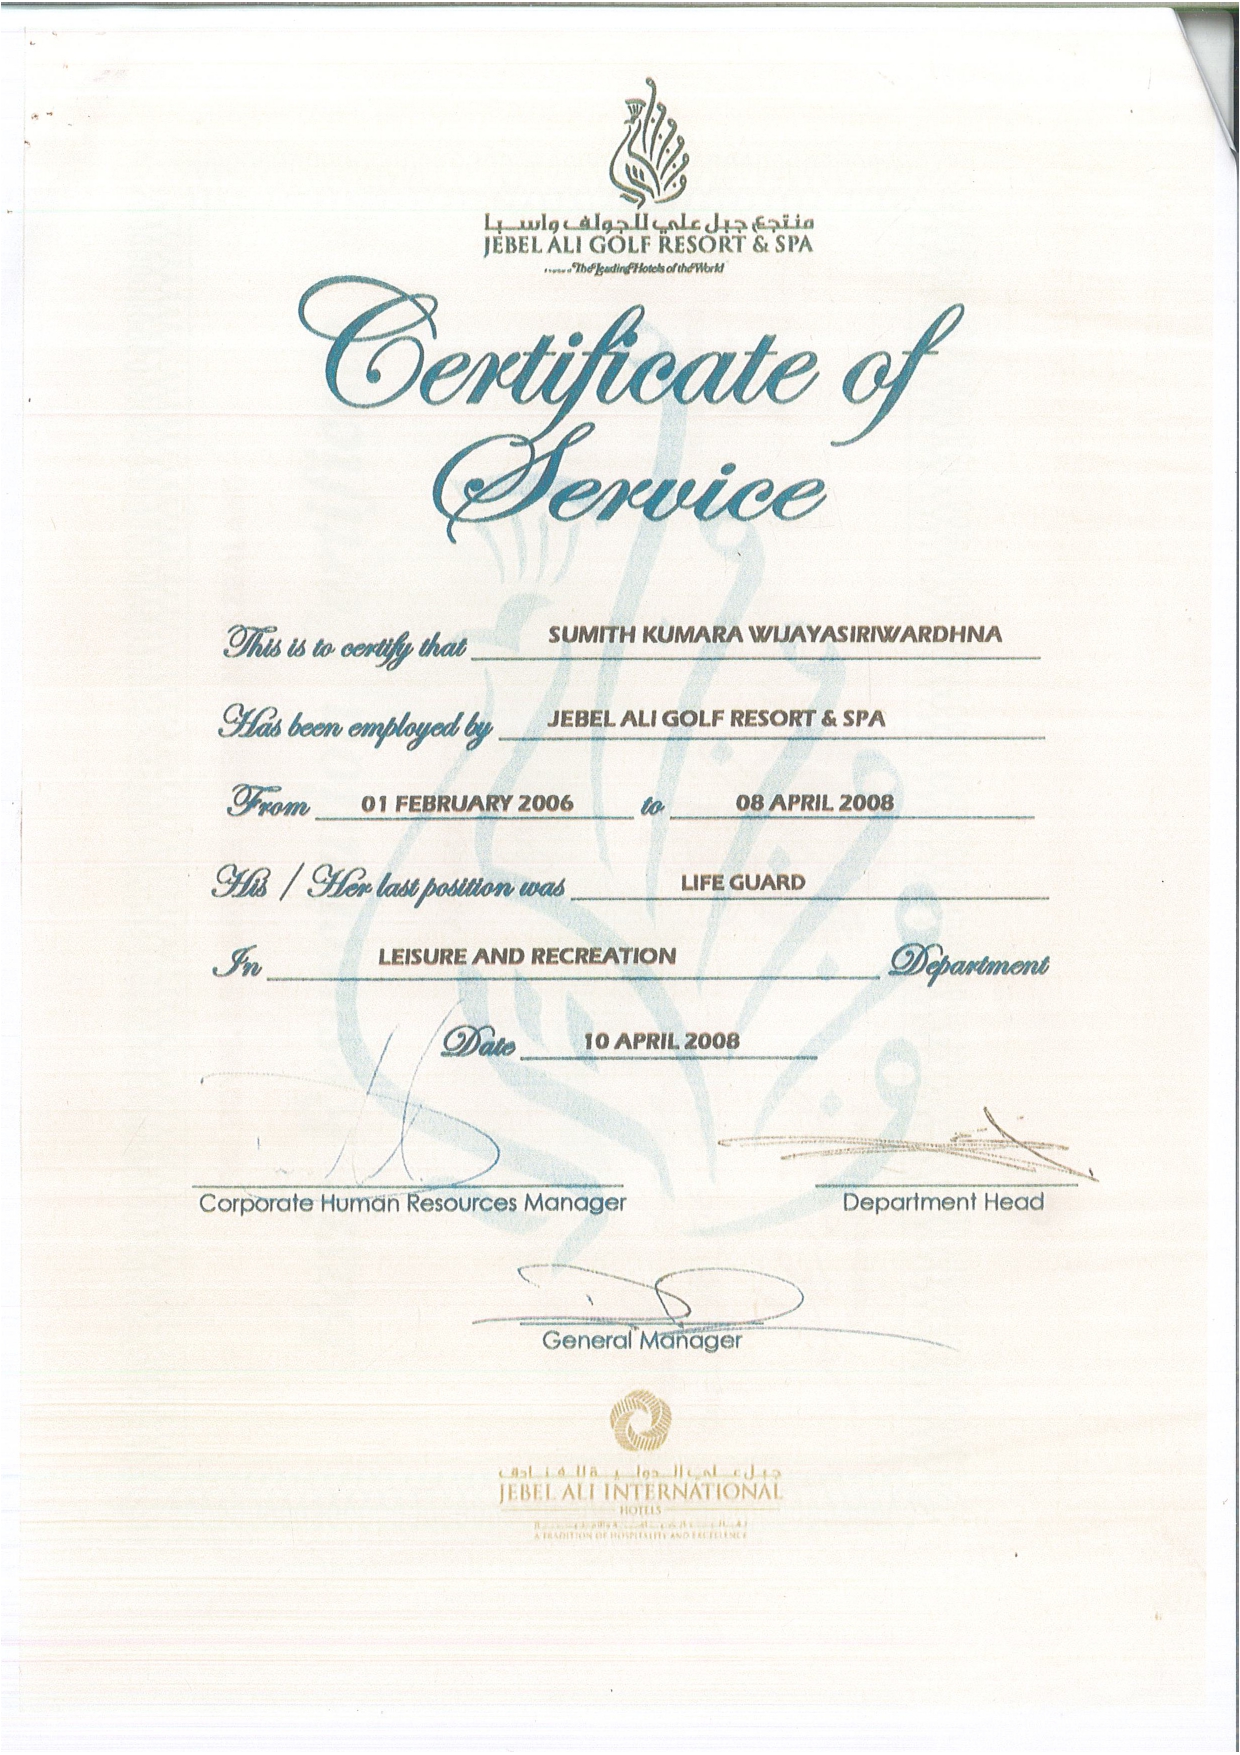 منتجع جبل علي للجولف واسبا
JEBEL ALI GOLF RESORT & SPA
The Leading Hotels of the World
Certificate of
Service
This is to certify that SUMITH KUMARA WIJAYASIRIWARDHNA
Has been employed by JEBEL ALI GOLF RESORT & SPA
From 01 FEBRUARY 2006 to 08 APRIL 2008
His / Her last position was LIFE GUARD
In LEISURE AND RECREATION Department
Date 10 APRIL 2008
Corporate Human Resources Manager Department Head
General Manager
جبل علي الدولية للفنادق
JEBEL ALI INTERNATIONAL
HOTELS
A TRADITION OF HOSPITALITY AND EXCELLENCE